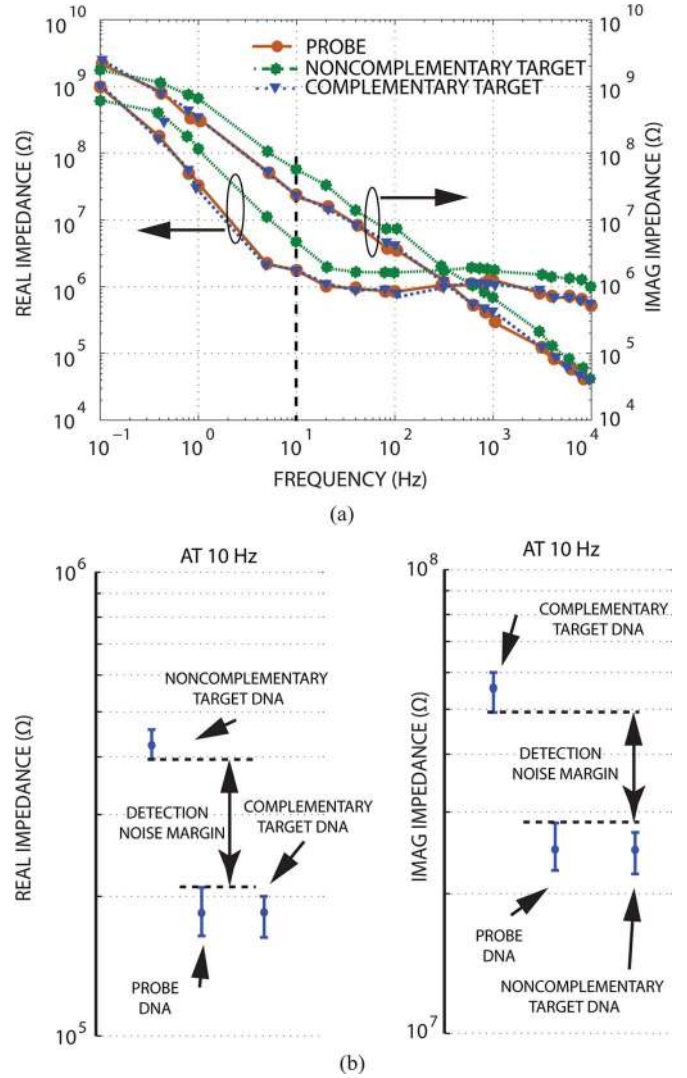 10^10
10^9
10^8
10^7
10^6
10^5
10^4
REAL IMPEDANCE (Ω)
PROBE
NONCOMPLEMENTARY TARGET
COMPLEMENTARY TARGET
10^10
10^9
10^8
10^7
10^6
10^5
10^4
IMAG IMPEDANCE (Ω)
10^−1
10^0
10^1
10^2
10^3
10^4
FREQUENCY (Hz)
(a)
AT 10 Hz
10^6
REAL IMPEDANCE (Ω)
NONCOMPLEMENTARY
TARGET DNA
DETECTION
NOISE MARGIN
COMPLEMENTARY
TARGET DNA
PROBE
DNA
10^5
AT 10 Hz
10^8
IMAG IMPEDANCE (Ω)
COMPLEMENTARY
TARGET DNA
DETECTION
NOISE MARGIN
PROBE
DNA
NONCOMPLEMENTARY
TARGET DNA
10^7
(b)